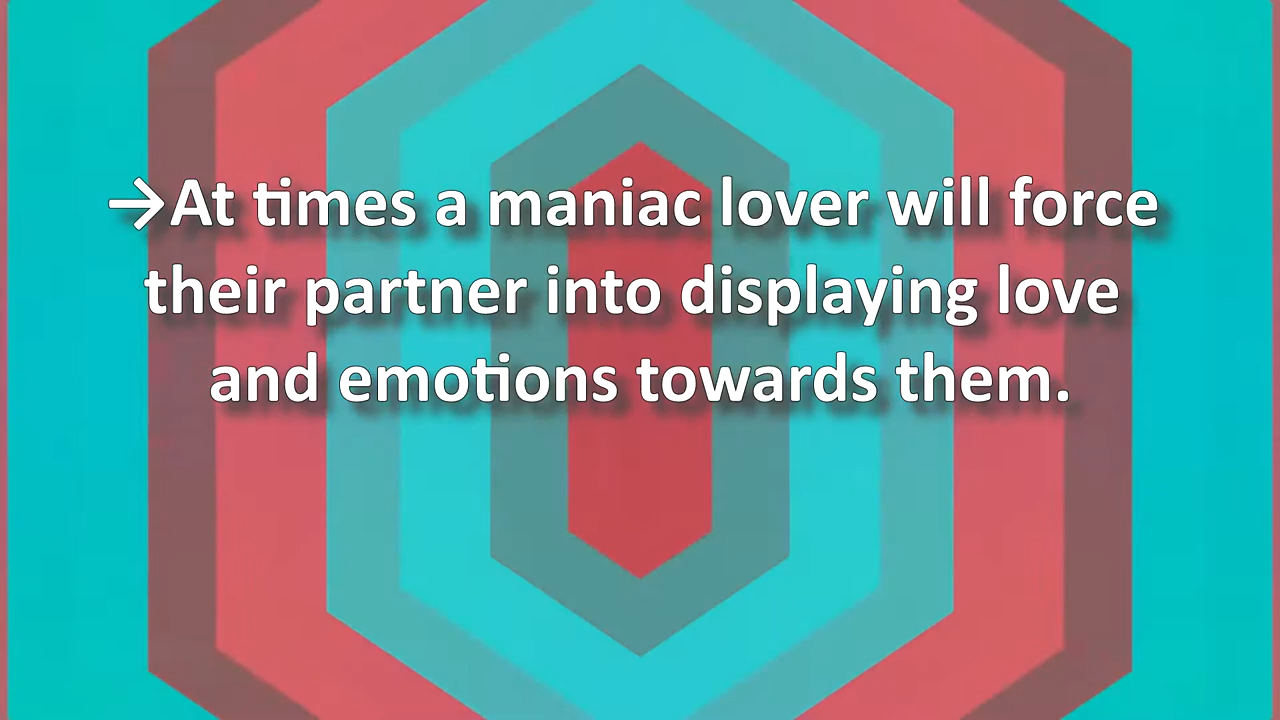 →At times a maniac lover will force
their partner into displaying love
and emotions towards them.